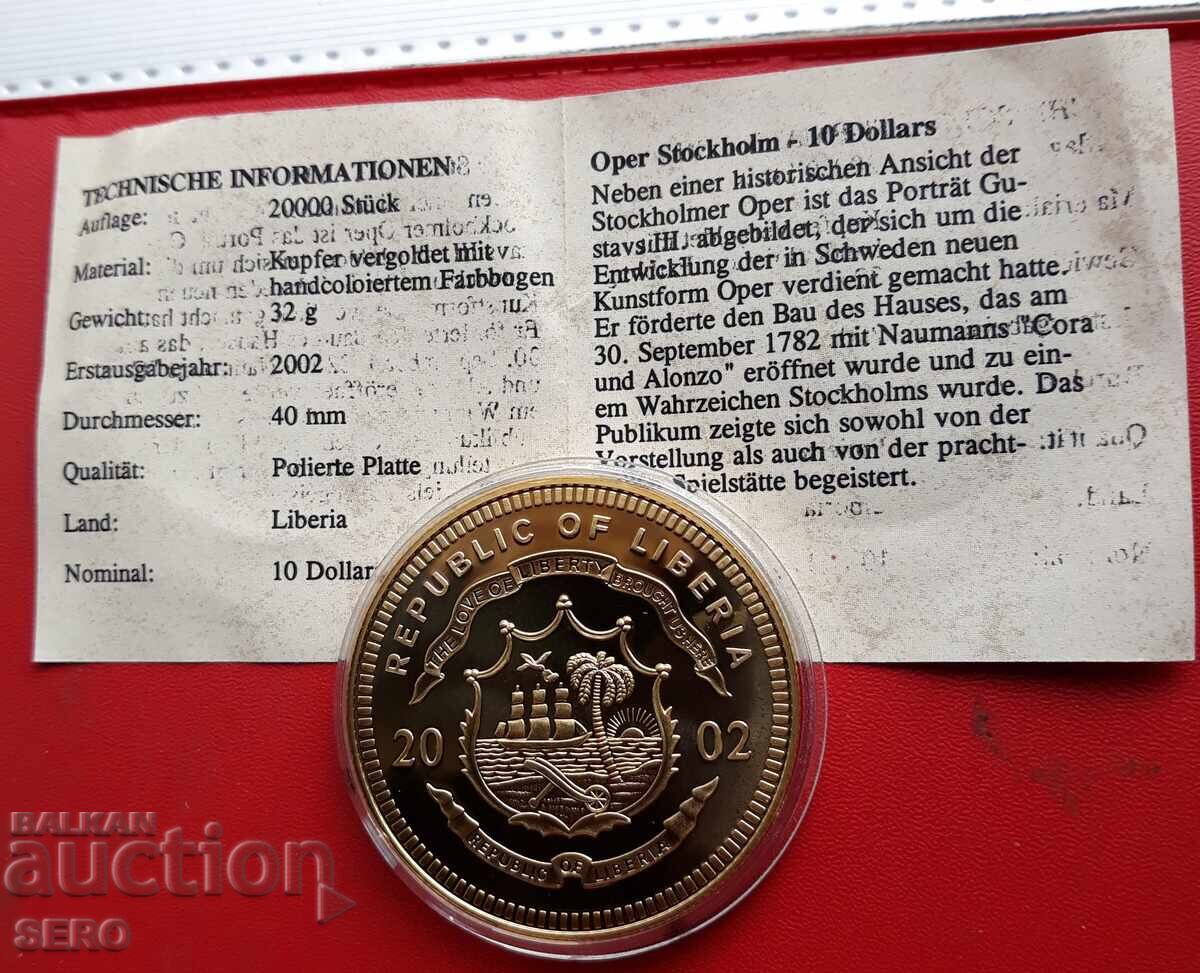 TECHNISCHE INFORMATIONEN
Auflage: 20000 Stück
Material: Kupfer vergoldet mit
handcoloiertem Farbbogen
Gewicht: 32 g
Erstausgabejahr: 2002
Durchmesser: 40 mm
Qualität: Polierte Platte
Land: Liberia
Nominal: 10 Dollar
Oper Stockholm - 10 Dollars
Neben einer historischen Ansicht der
Stockholmer Oper ist das Porträt Gu-
stavs III. abgebildet, der sich um die
Entwicklung der in Schweden neuen
Kunstform Oper verdient gemacht hatte.
Er förderte den Bau des Hauses, das am
30. September 1782 mit Naumanns "Cora
und Alonzo" eröffnet wurde und zu ein-
em Wahrzeichen Stockholms wurde. Das
Publikum zeigte sich sowohl von der
Vorstellung als auch von der pracht-
Spielstätte begeistert.
REPUBLIC OF LIBERIA
THE LOVE OF LIBERTY BROUGHT US HERE
20 02
REPUBLIC OF LIBERIA
BALKAN
auction
SERO